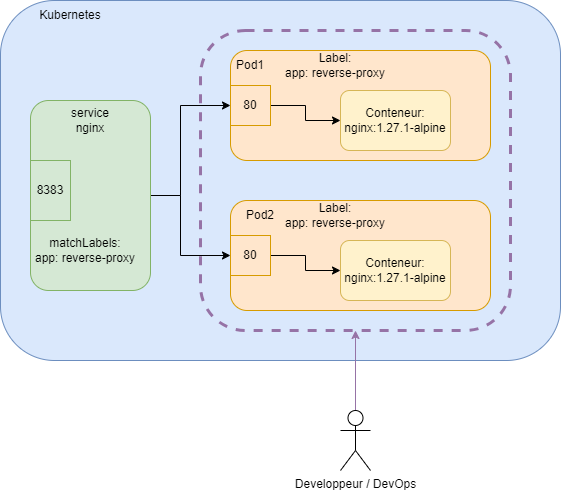 Kubernetes
service
nginx
8383
matchLabels:
app: reverse-proxy
Pod1
Label:
app: reverse-proxy
80
Conteneur:
nginx:1.27.1-alpine
Pod2
Label:
app: reverse-proxy
80
Conteneur:
nginx:1.27.1-alpine
Developpeur / DevOps